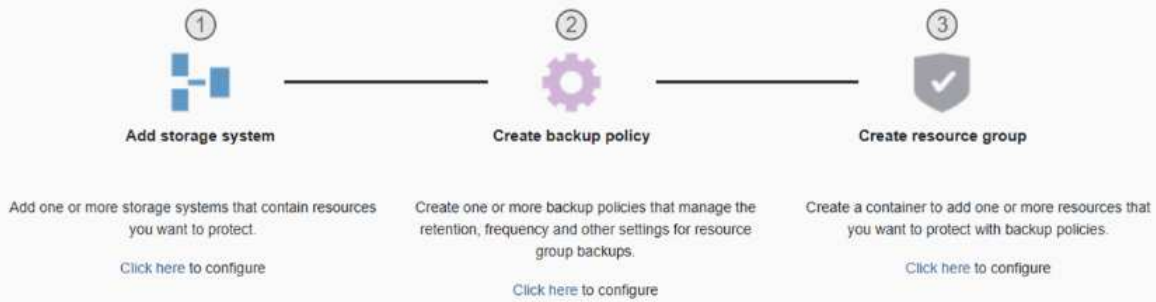 1
2
3
Add storage system
Create backup policy
Create resource group
Add one or more storage systems that contain resources
you want to protect.
Click here to configure
Create one or more backup policies that manage the
retention, frequency and other settings for resource
group backups.
Click here to configure
Create a container to add one or more resources that
you want to protect with backup policies.
Click here to configure